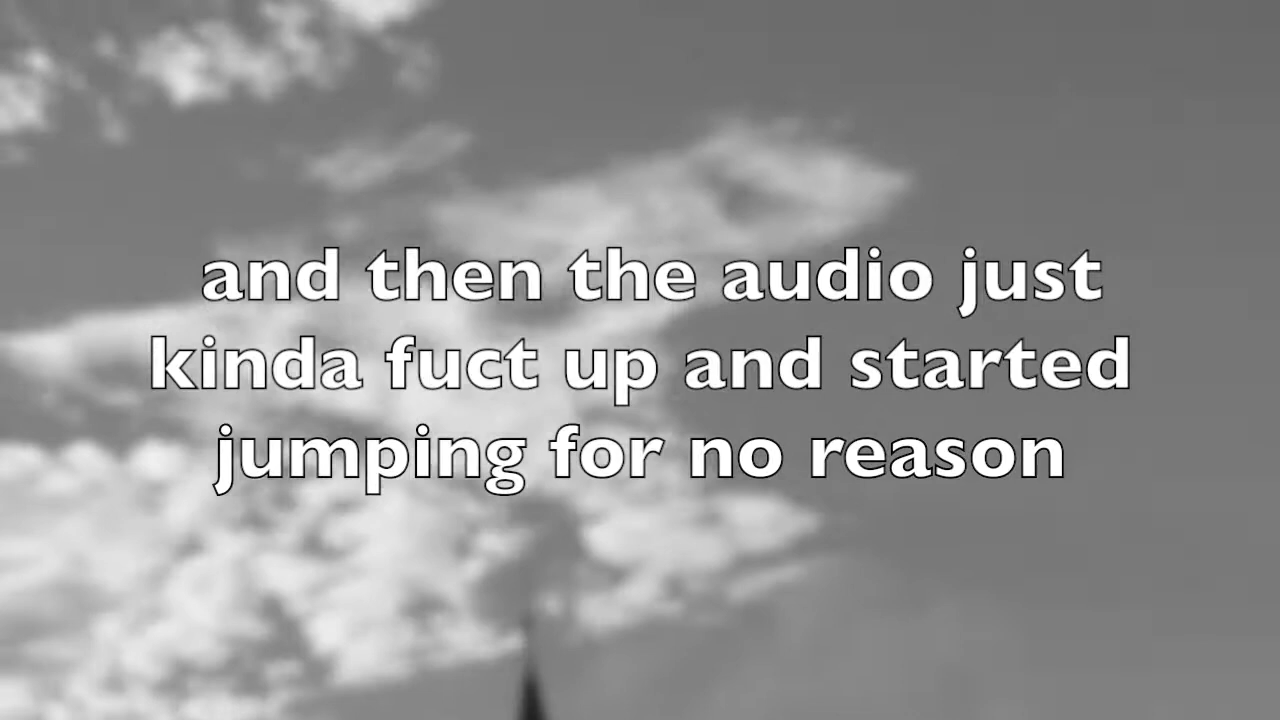 and then the audio just
kinda fuct up and started
jumping for no reason